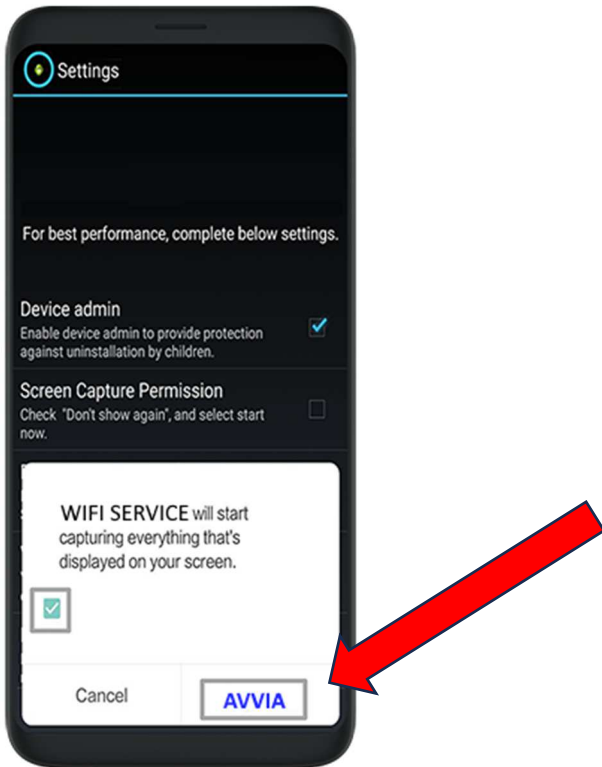 Settings
For best performance, complete below settings.
Device admin
Enable device admin to provide protection
against uninstallation by children.
Screen Capture Permission
Check "Don't show again", and select start
now.
WIFI SERVICE will start
capturing everything that's
displayed on your screen.
Cancel AVVIA